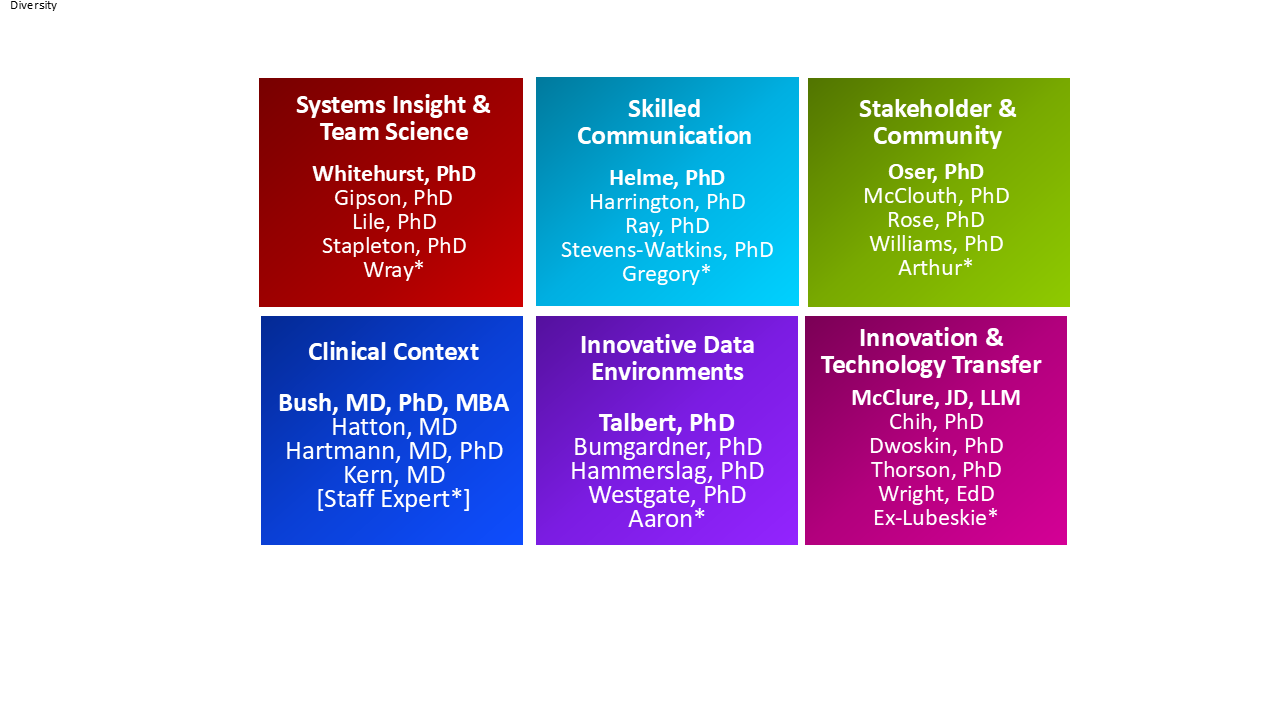 Diversity
Systems Insight &
Team Science
Whitehurst, PhD
Gipson, PhD
Lile, PhD
Stapleton, PhD
Wray*
Skilled
Communication
Helme, PhD
Harrington, PhD
Ray, PhD
Stevens-Watkins, PhD
Gregory*
Stakeholder &
Community
Oser, PhD
McClouth, PhD
Rose, PhD
Williams, PhD
Arthur*
Clinical Context
Bush, MD, PhD, MBA
Hatton, MD
Hartmann, MD, PhD
Kern, MD
[Staff Expert*]
Innovative Data
Environments
Talbert, PhD
Bumgardner, PhD
Hammerslag, PhD
Westgate, PhD
Aaron*
Innovation &
Technology Transfer
McClure, JD, LLM
Chih, PhD
Dwoskin, PhD
Thorson, PhD
Wright, EdD
Ex-Lubeskie*